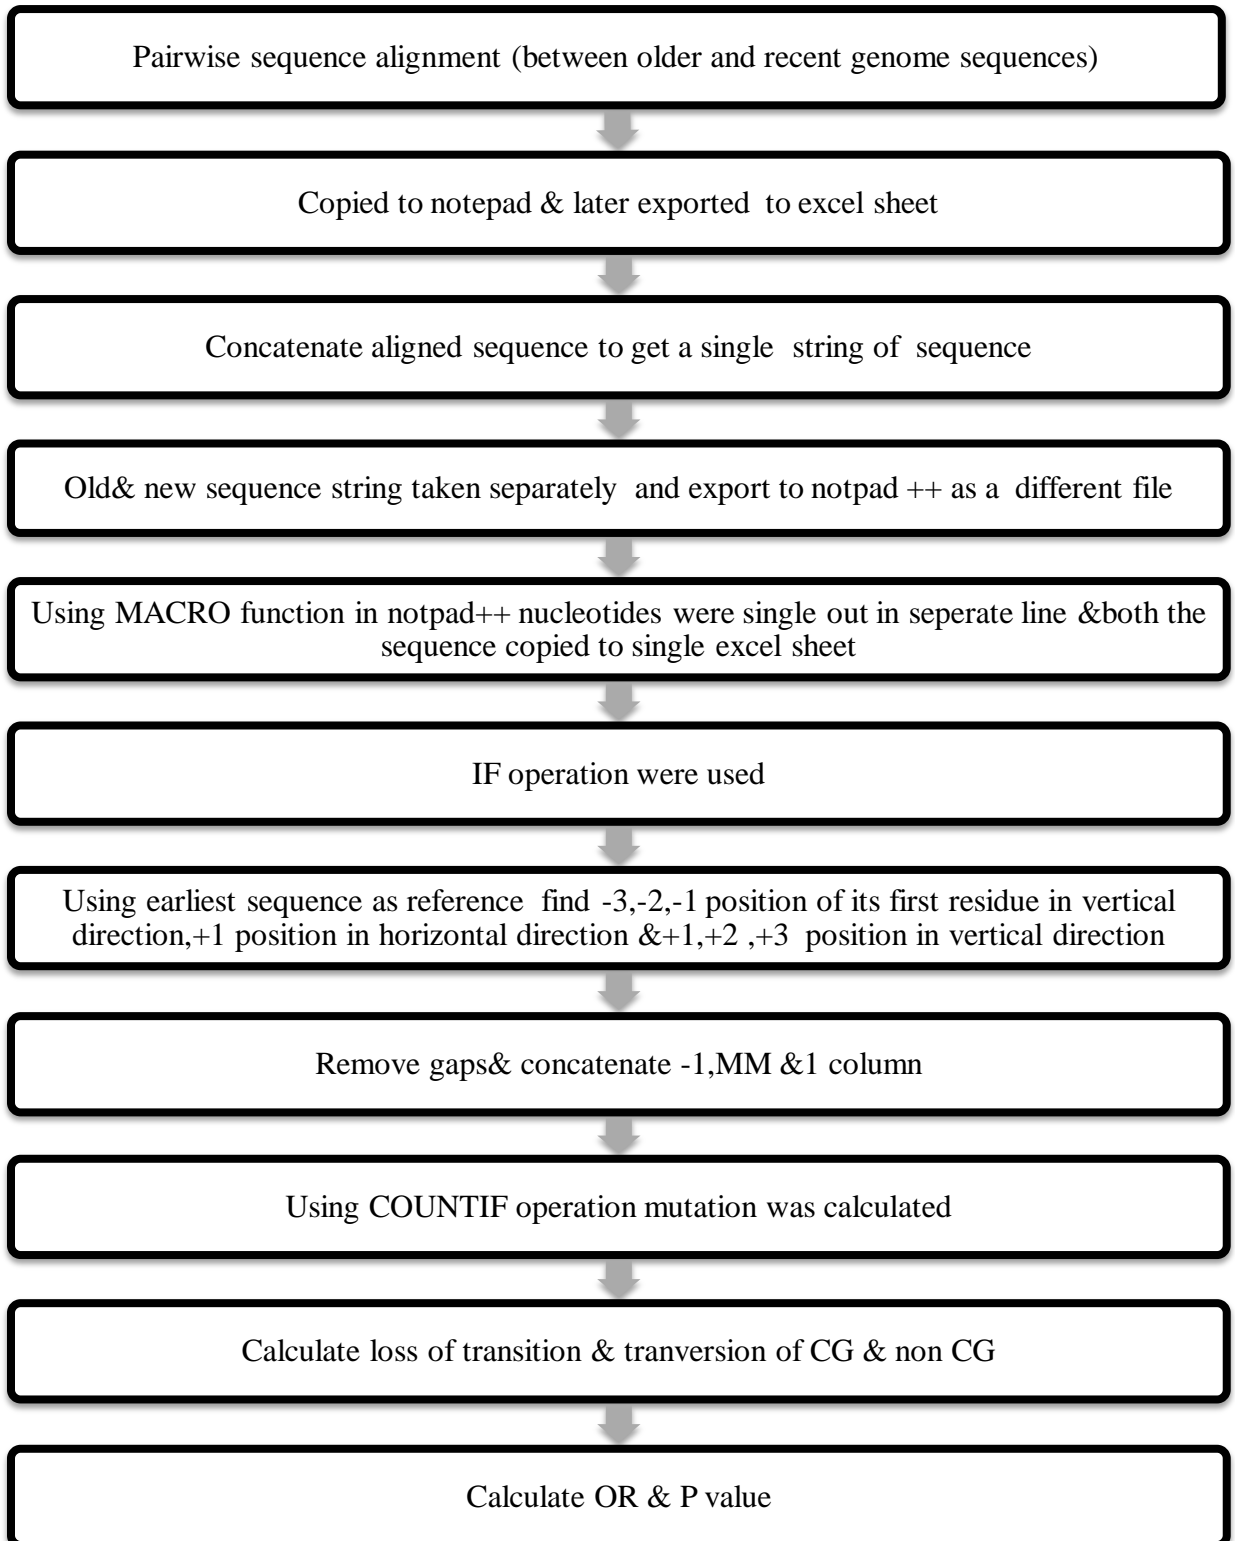 Pairwise sequence alignment (between older and recent genome sequences)
Copied to notepad & later exported to excel sheet
Concatenate aligned sequence to get a single string of sequence
Old& new sequence string taken separately and export to notpad ++ as a different file
Using MACRO function in notpad++ nucleotides were single out in seperate line &both the
sequence copied to single excel sheet
IF operation were used
Using earliest sequence as reference find -3,-2,-1 position of its first residue in vertical
direction,+1 position in horizontal direction &+1,+2 ,+3 position in vertical direction
Remove gaps& concatenate -1,MM &1 column
Using COUNTIF operation mutation was calculated
Calculate loss of transition & tranversion of CG & non CG
Calculate OR & P value